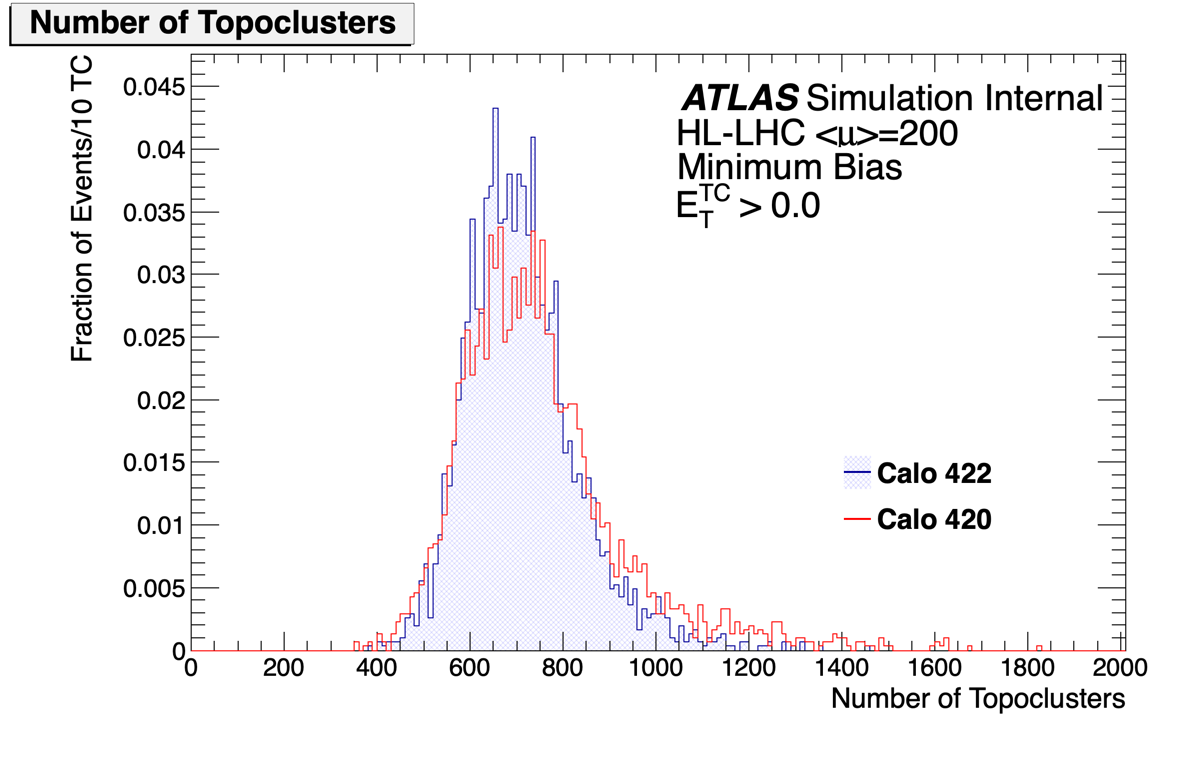 Number of Topoclusters
Fraction of Events/10 TC
0.045
0.04
0.035
0.03
0.025
0.02
0.015
0.01
0.005
0
ATLAS Simulation Internal
HL-LHC <μ>=200
Minimum Bias
E_T^TC > 0.0
Calo 422
Calo 420
0 200 400 600 800 1000 1200 1400 1600 1800 2000
Number of Topoclusters